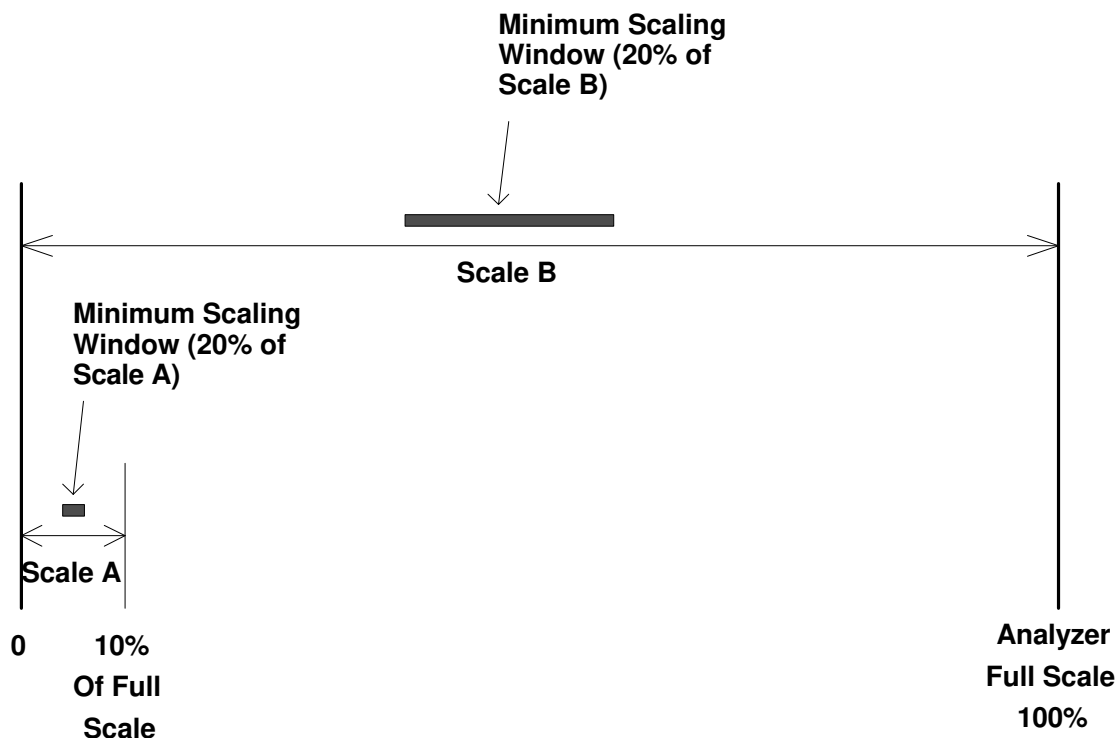 Minimum Scaling
Window (20% of
Scale B)
Scale B
Minimum Scaling
Window (20% of
Scale A)
Scale A
0
10%
Of Full
Scale
Analyzer
Full Scale
100%